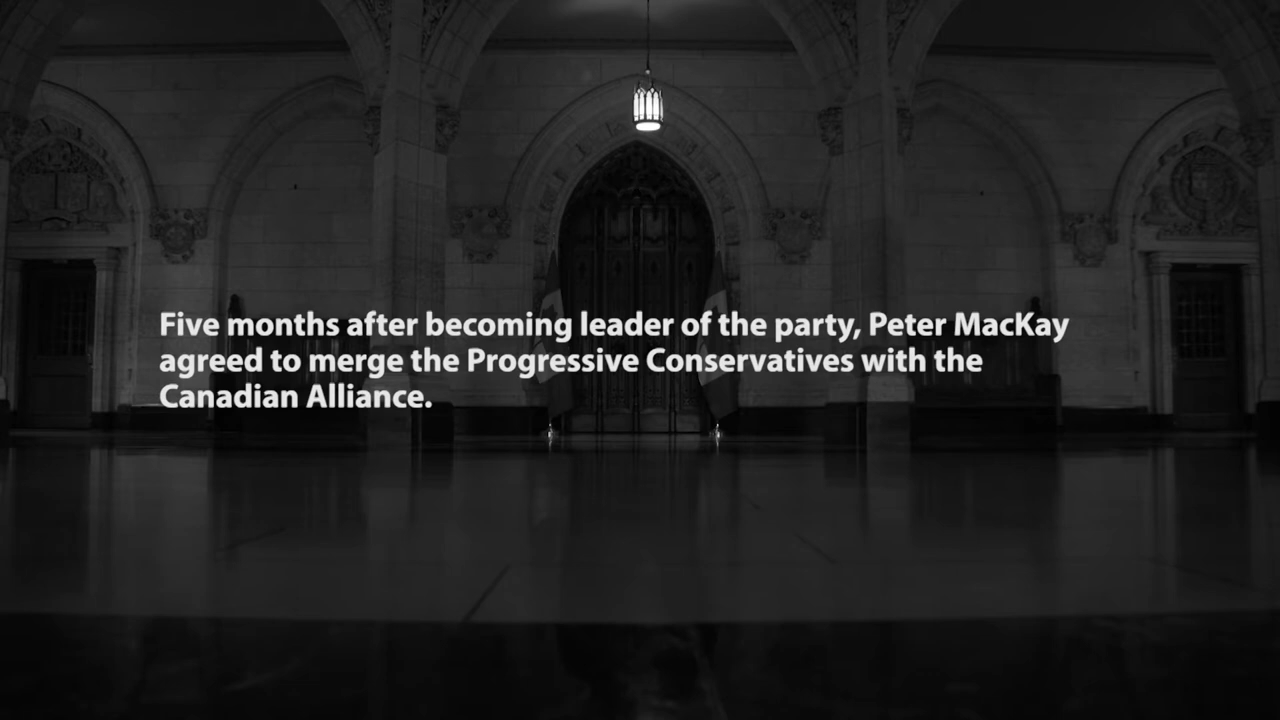 Five months after becoming leader of the party, Peter MacKay
agreed to merge the Progressive Conservatives with the
Canadian Alliance.